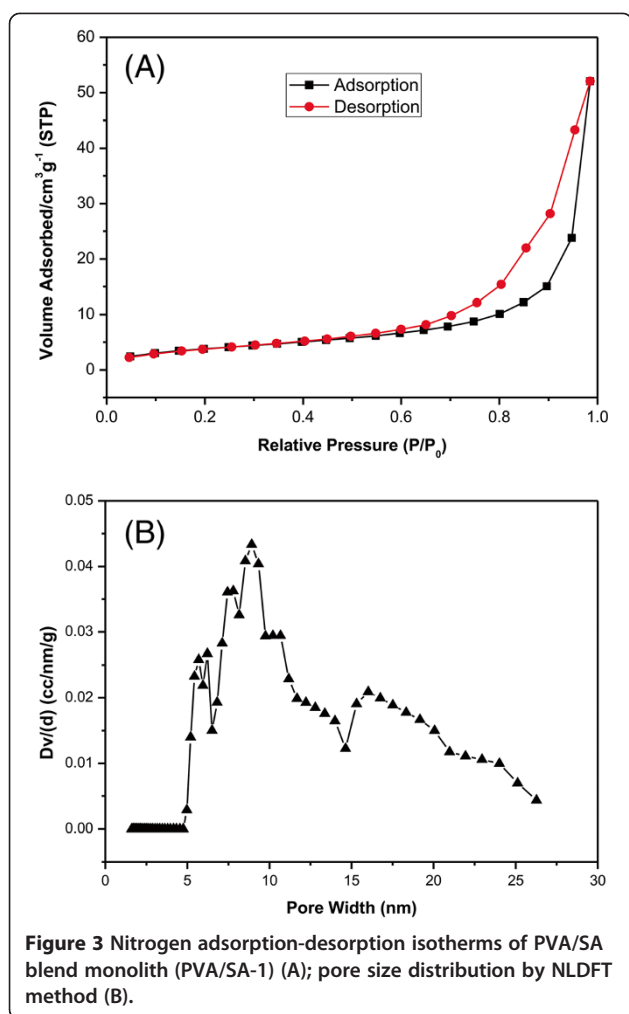 60
50
40
30
20
10
0
Volume Adsorbed/cm³g⁻¹ (STP)
(A)
Adsorption
Desorption
0.0 0.2 0.4 0.6 0.8 1.0
Relative Pressure (P/P₀)
0.05
0.04
0.03
0.02
0.01
0.00
Dv/(d) (cc/nm/g)
(B)
0 5 10 15 20 25 30
Pore Width (nm)
Figure 3 Nitrogen adsorption-desorption isotherms of PVA/SA
blend monolith (PVA/SA-1) (A); pore size distribution by NLDFT
method (B).